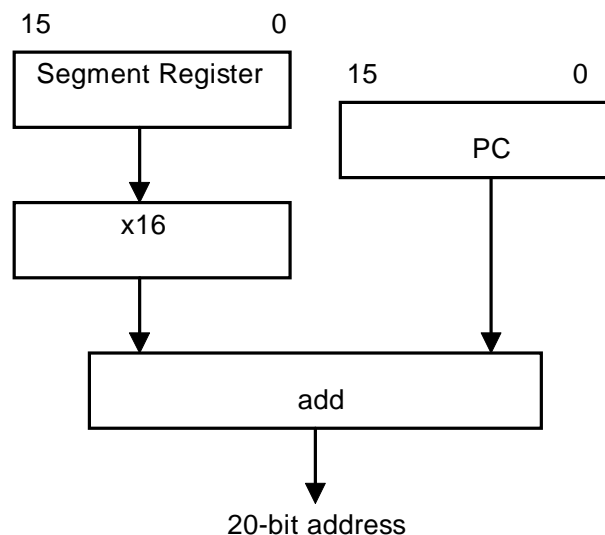 15 0
Segment Register
15 0
PC
x16
add
20-bit address